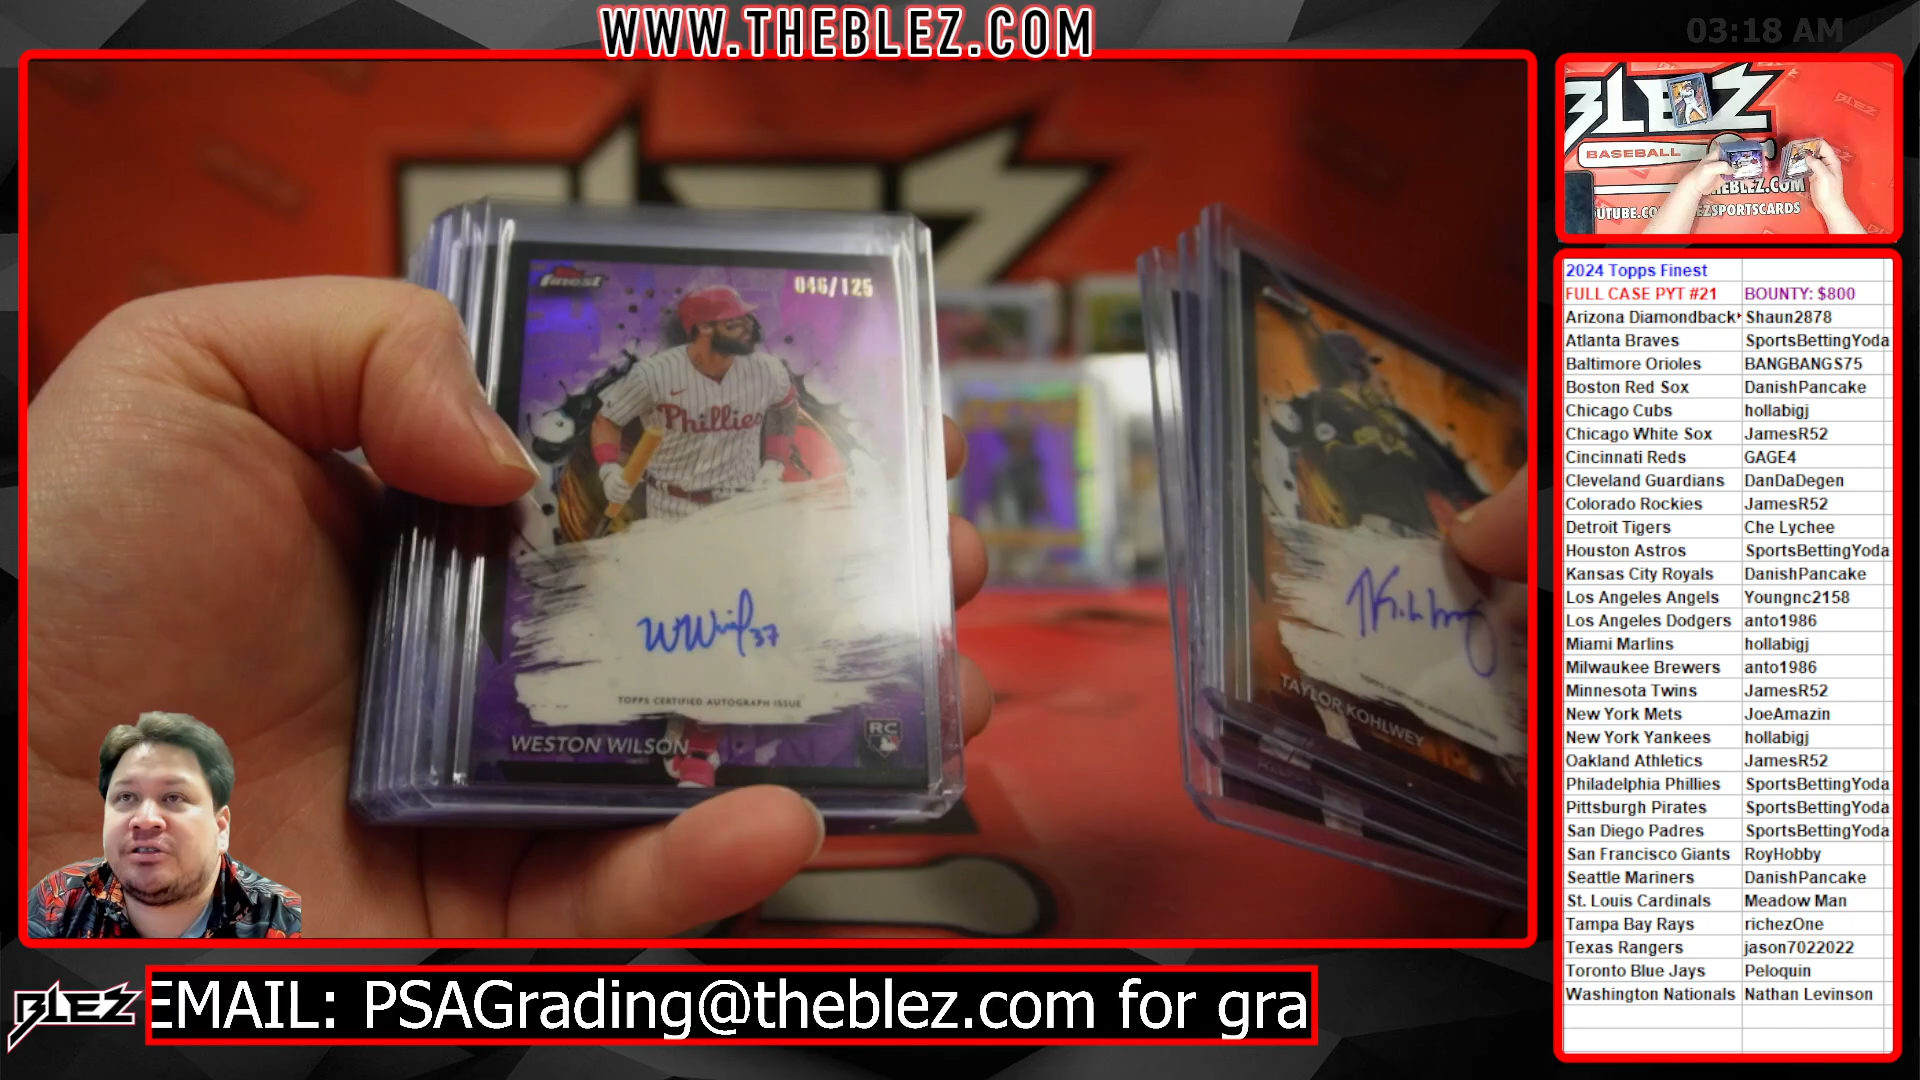 WWW.THEBLEZ.COM
03:18 AM
Finest
046/125
Phillies
WWil 37
TOPPS CERTIFIED AUTOGRAPH ISSUE
WESTON WILSON
RC
TAYLOR KOHLWEY
BLEZ
BASEBALL
THEBLEZ.COM
2024 Topps Finest
FULL CASE PYT #21 BOUNTY: $800
Arizona Diamondback Shaun2878
Atlanta Braves SportsBettingYoda
Baltimore Orioles BANGBANGS75
Boston Red Sox DanishPancake
Chicago Cubs hollabigj
Chicago White Sox JamesR52
Cincinnati Reds GAGE4
Cleveland Guardians DanDaDegen
Colorado Rockies JamesR52
Detroit Tigers Che Lychee
Houston Astros SportsBettingYoda
Kansas City Royals DanishPancake
Los Angeles Angels Youngnc2158
Los Angeles Dodgers anto1986
Miami Marlins hollabigj
Milwaukee Brewers anto1986
Minnesota Twins JamesR52
New York Mets JoeAmazin
New York Yankees hollabigj
Oakland Athletics JamesR52
Philadelphia Phillies SportsBettingYoda
Pittsburgh Pirates SportsBettingYoda
San Diego Padres SportsBettingYoda
San Francisco Giants RoyHobby
Seattle Mariners DanishPancake
St. Louis Cardinals Meadow Man
Tampa Bay Rays richezOne
Texas Rangers jason7022022
Toronto Blue Jays Peloquin
Washington Nationals Nathan Levinson
BLEZ
EMAIL: PSAGrading@theblez.com for gra